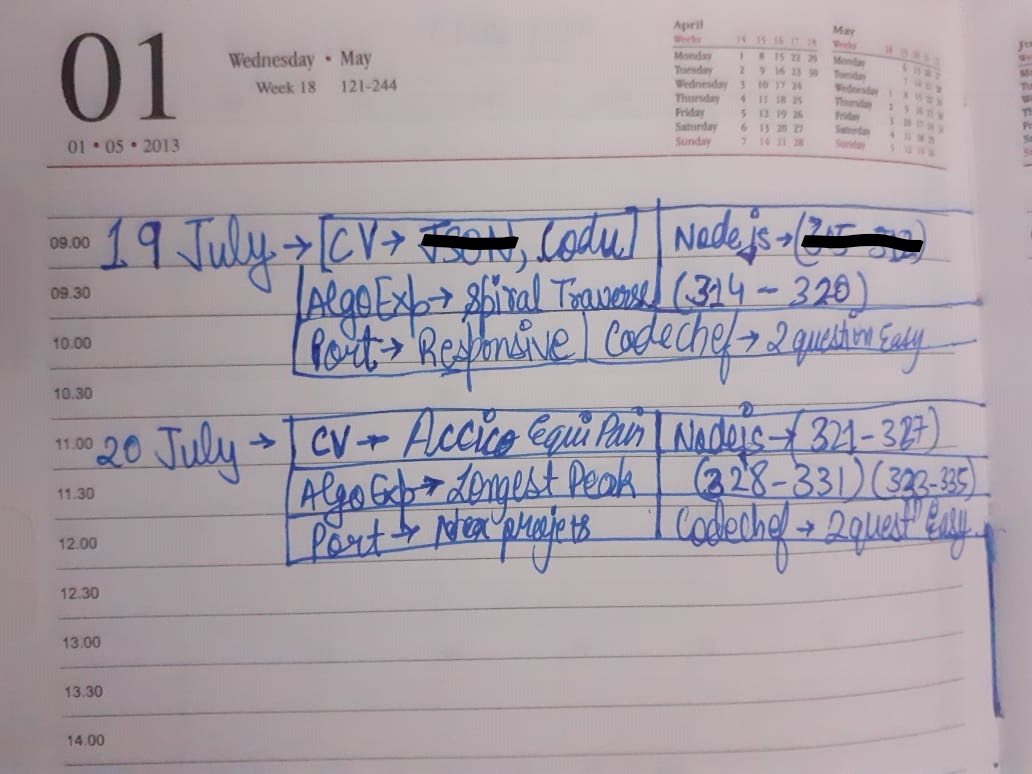 01
Wednesday • May
Week 18 121-244
01 • 05 • 2013
April
Weeks 14 15 16 17 18
Monday 1 8 15 22 29
Tuesday 2 9 16 23 30
Wednesday 3 10 17 24
Thursday 4 11 18 25
Friday 5 12 19 26
Saturday 6 13 20 27
Sunday 7 14 21 28
May
Weeks
Monday
Tuesday
Wednesday
Thursday
Friday
Saturday
Sunday
09.00 19 July → [CV → , Codu] Nodejs → ( )
09.30 AlgoExp → Spiral Traverse (314 - 320)
10.00 Port → Responsive Codechef → 2 question Easy
10.30
11.00 20 July → CV → Equi Pair Nodejs → (321-327)
11.30 AlgoExp → Longest Peak (328-331) (333-335)
12.00 Port → Codechef → 2 quest" Easy
12.30
13.00
13.30
14.00